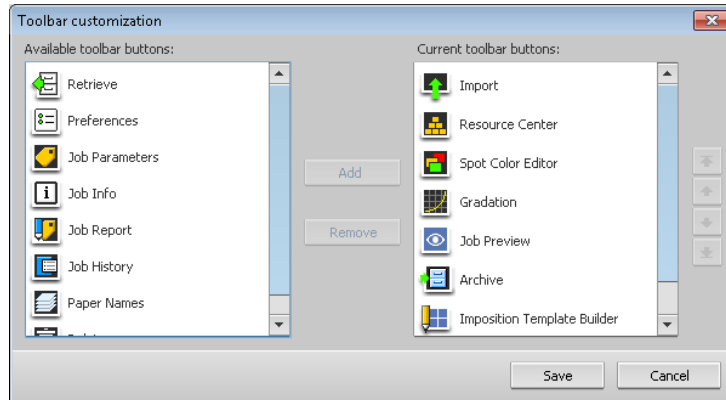 Toolbar customization
Available toolbar buttons:
Retrieve
Preferences
Job Parameters
Job Info
Job Report
Job History
Paper Names
Add
Remove
Current toolbar buttons:
Import
Resource Center
Spot Color Editor
Gradation
Job Preview
Archive
Imposition Template Builder
Save
Cancel